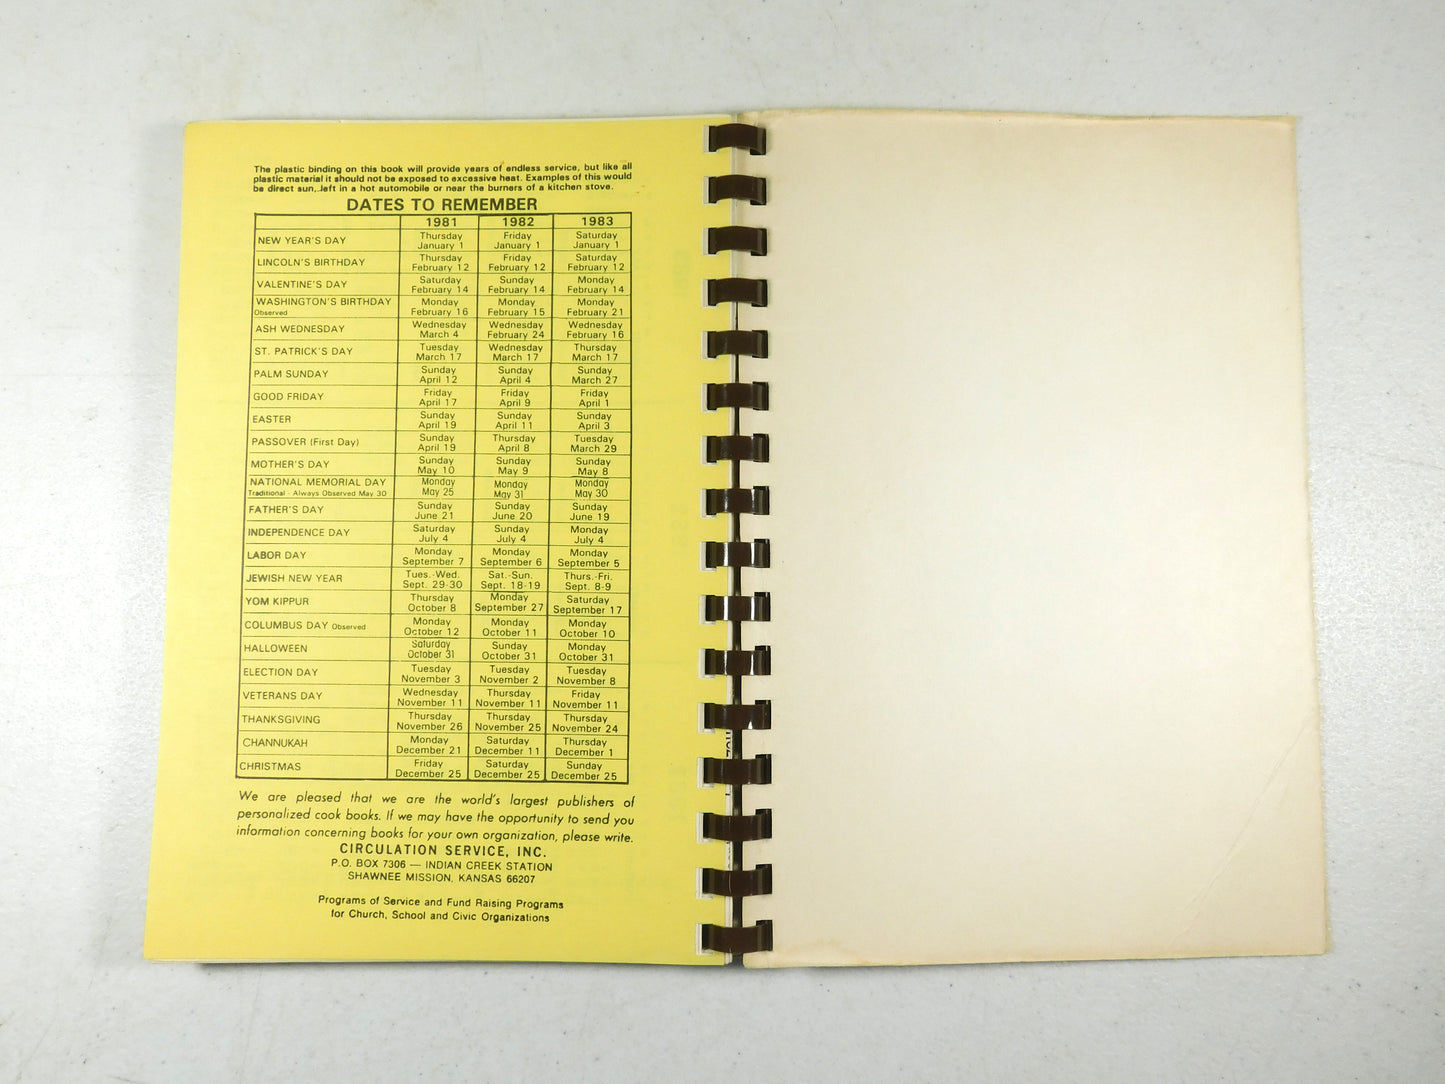 The plastic binding on this book will provide years of endless service, but like all
plastic material it should not be exposed to excessive heat. Examples of this would
be direct sun, left in a hot automobile or near the burners of a kitchen stove.
DATES TO REMEMBER
1981 1982 1983
NEW YEAR'S DAY Thursday January 1 Friday January 1 Saturday January 1
LINCOLN'S BIRTHDAY Thursday February 12 Friday February 12 Saturday February 12
VALENTINE'S DAY Saturday February 14 Sunday February 14 Monday February 14
WASHINGTON'S BIRTHDAY Observed Monday February 16 Monday February 15 Monday February 21
ASH WEDNESDAY Wednesday March 4 Wednesday February 24 Wednesday February 16
ST. PATRICK'S DAY Tuesday March 17 Wednesday March 17 Thursday March 17
PALM SUNDAY Sunday April 12 Sunday April 4 Sunday March 27
GOOD FRIDAY Friday April 17 Friday April 9 Friday April 1
EASTER Sunday April 19 Sunday April 11 Sunday April 3
PASSOVER (First Day) Sunday April 19 Thursday April 8 Tuesday March 29
MOTHER'S DAY Sunday May 10 Sunday May 9 Sunday May 8
NATIONAL MEMORIAL DAY Traditional - Always Observed May 30 Monday May 25 Monday May 31 Monday May 30
FATHER'S DAY Sunday June 21 Sunday June 20 Sunday June 19
INDEPENDENCE DAY Saturday July 4 Sunday July 4 Monday July 4
LABOR DAY Monday September 7 Monday September 6 Monday September 5
JEWISH NEW YEAR Tues.-Wed. Sept. 29-30 Sat.-Sun. Sept. 18-19 Thurs.-Fri. Sept. 8-9
YOM KIPPUR Thursday October 8 Monday September 27 Saturday September 17
COLUMBUS DAY Observed Monday October 12 Monday October 11 Monday October 10
HALLOWEEN Saturday October 31 Sunday October 31 Monday October 31
ELECTION DAY Tuesday November 3 Tuesday November 2 Tuesday November 8
VETERANS DAY Wednesday November 11 Thursday November 11 Friday November 11
THANKSGIVING Thursday November 26 Thursday November 25 Thursday November 24
CHANNUKAH Monday December 21 Saturday December 11 Thursday December 1
CHRISTMAS Friday December 25 Saturday December 25 Sunday December 25
We are pleased that we are the world's largest publishers of
personalized cook books. If we may have the opportunity to send you
information concerning books for your own organization, please write.
CIRCULATION SERVICE, INC.
P.O. BOX 7306 — INDIAN CREEK STATION
SHAWNEE MISSION, KANSAS 66207
Programs of Service and Fund Raising Programs
for Church, School and Civic Organizations